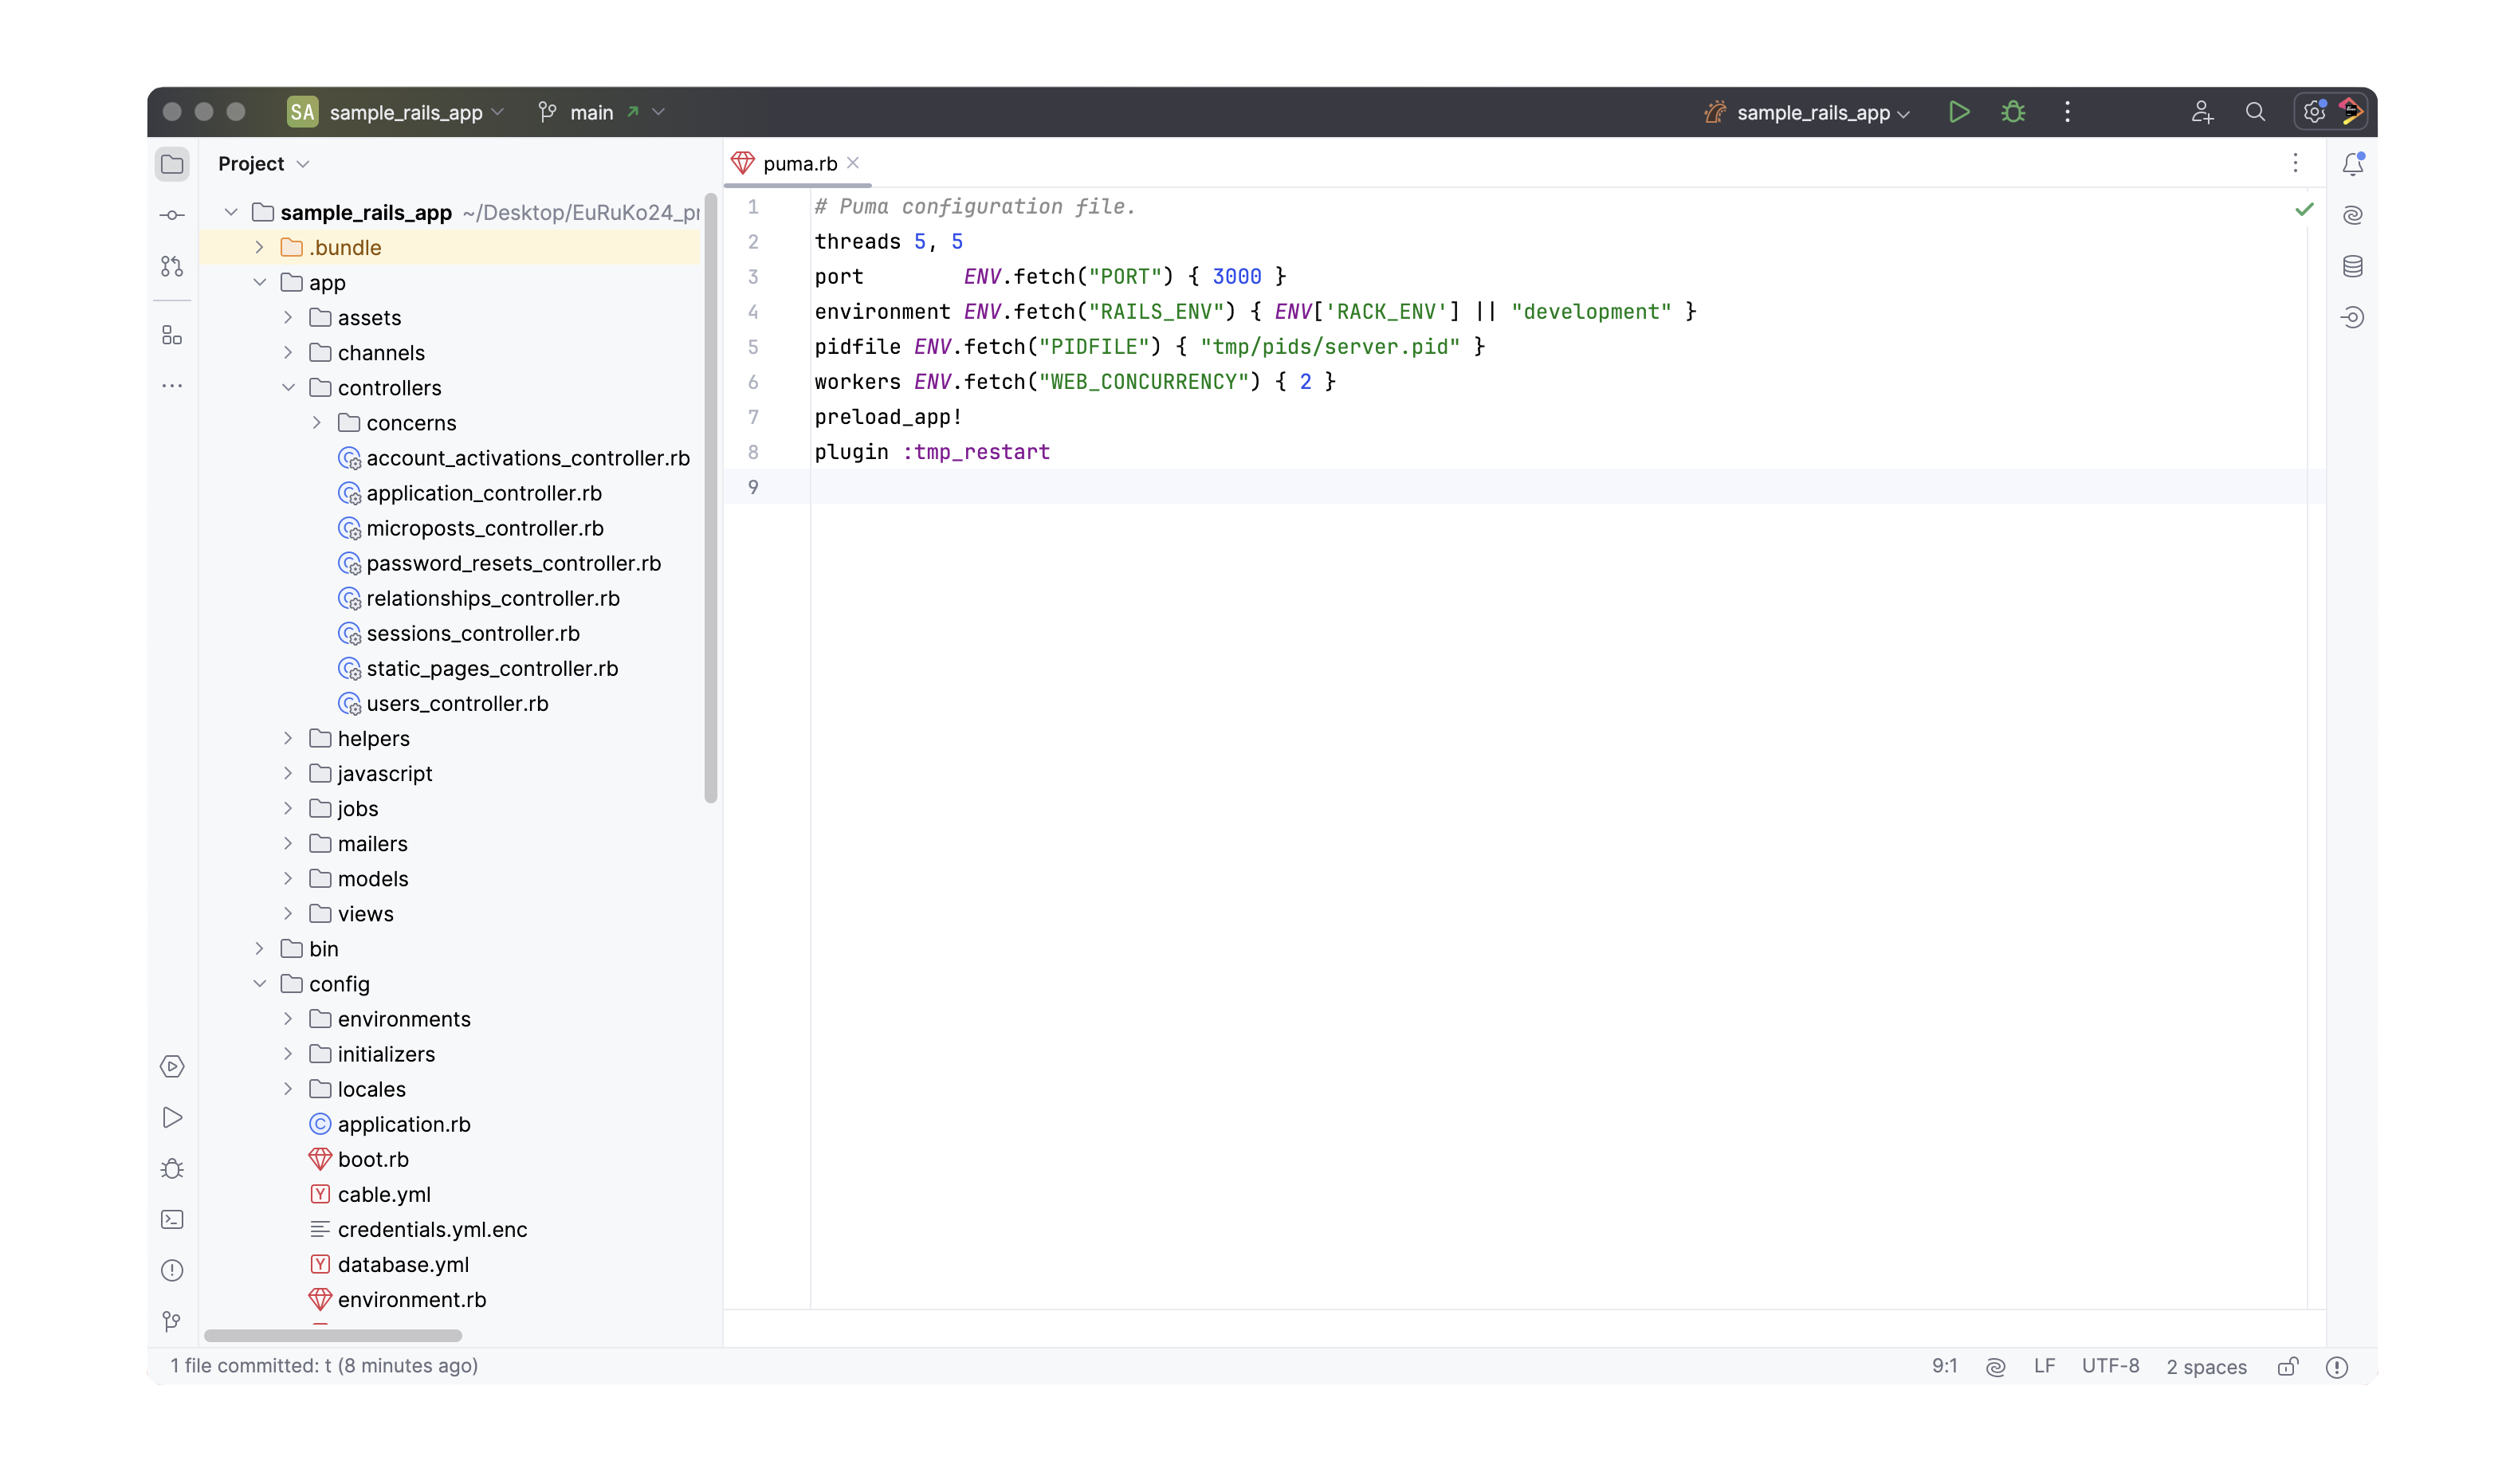 SA sample_rails_app main sample_rails_app
Project
sample_rails_app ~/Desktop/EuRuKo24_pr
.bundle
app
assets
channels
controllers
concerns
account_activations_controller.rb
application_controller.rb
microposts_controller.rb
password_resets_controller.rb
relationships_controller.rb
sessions_controller.rb
static_pages_controller.rb
users_controller.rb
helpers
javascript
jobs
mailers
models
views
bin
config
environments
initializers
locales
application.rb
boot.rb
cable.yml
credentials.yml.enc
database.yml
environment.rb
puma.rb
1 # Puma configuration file.
2 threads 5, 5
3 port        ENV.fetch("PORT") { 3000 }
4 environment ENV.fetch("RAILS_ENV") { ENV['RACK_ENV'] || "development" }
5 pidfile ENV.fetch("PIDFILE") { "tmp/pids/server.pid" }
6 workers ENV.fetch("WEB_CONCURRENCY") { 2 }
7 preload_app!
8 plugin :tmp_restart
9
1 file committed: t (8 minutes ago) 9:1 LF UTF-8 2 spaces